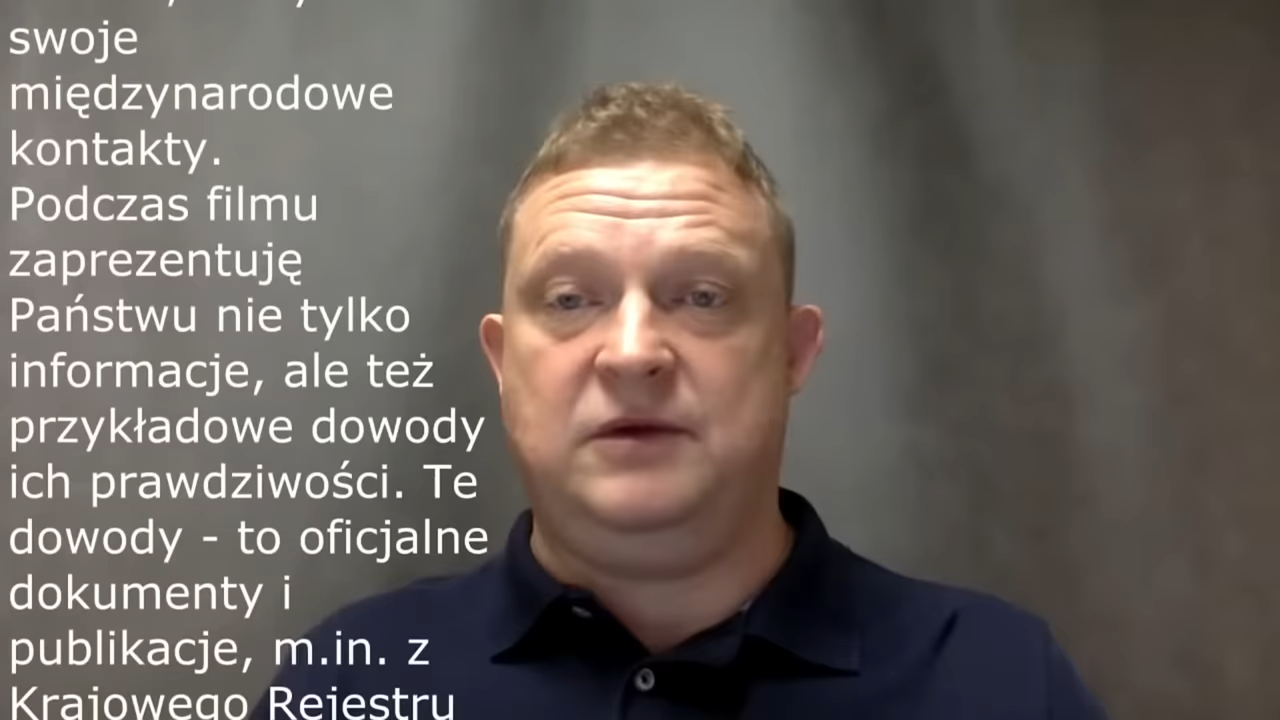 swoje
międzynarodowe
kontakty.
Podczas filmu
zaprezentuję
Państwu nie tylko
informacje, ale też
przykładowe dowody
ich prawdziwości. Te
dowody - to oficjalne
dokumenty i
publikacje, m.in. z
Krajowego Rejestru